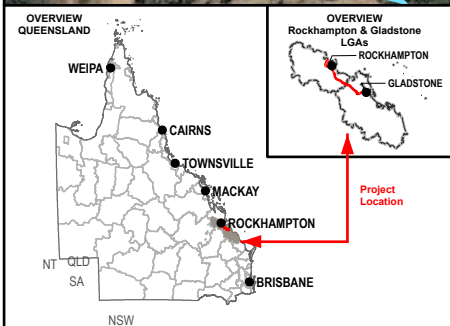 OVERVIEW
QUEENSLAND
WEIPA
CAIRNS
TOWNSVILLE
MACKAY
ROCKHAMPTON
BRISBANE
NT
QLD
SA
NSW
OVERVIEW
Rockhampton & Gladstone
LGAs
ROCKHAMPTON
GLADSTONE
Project
Location